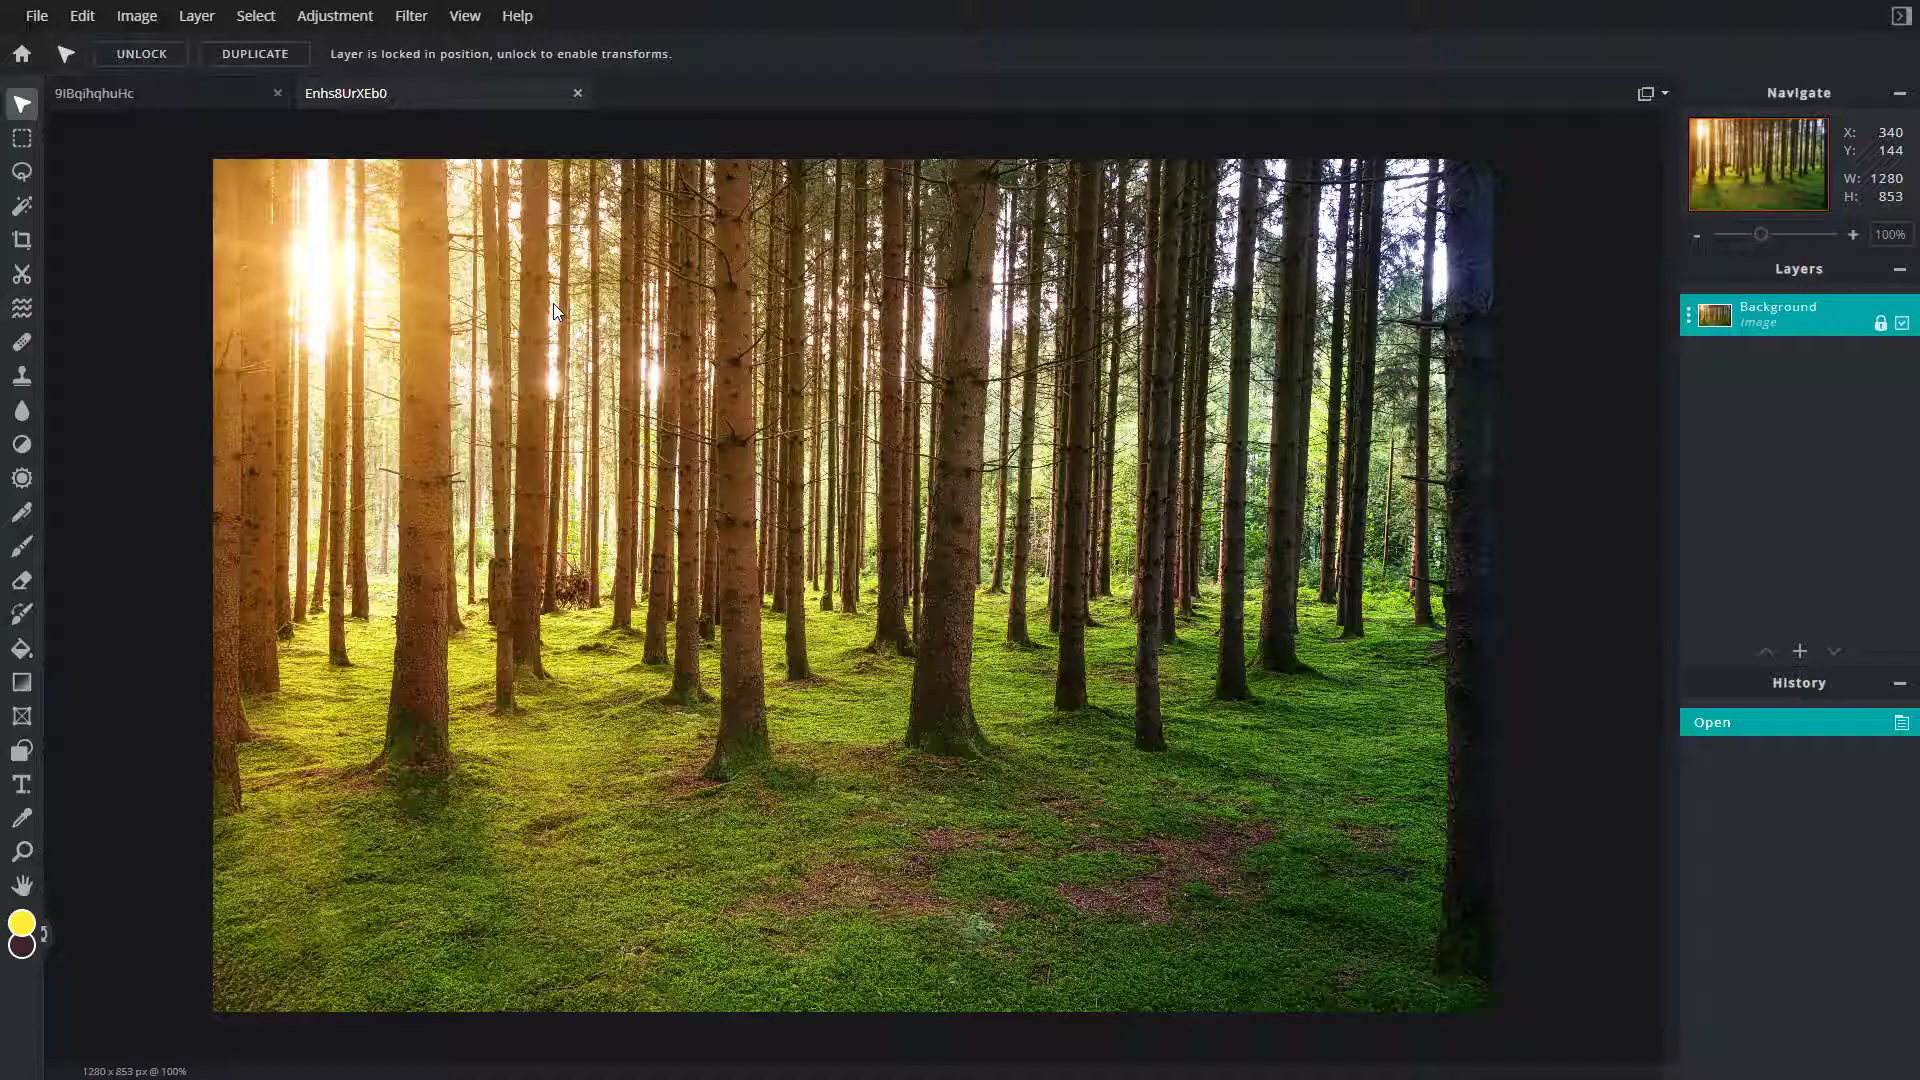 File Edit Image Layer Select Adjustment Filter View Help
UNLOCK DUPLICATE Layer is locked in position, unlock to enable transforms.
9IBqihqhuHc Enhs8UrXEb0
Navigate
X: 340
Y: 144
W: 1280
H: 853
- + 100%
Layers
Background
Image
History
Open
1280 x 853 px @ 100%